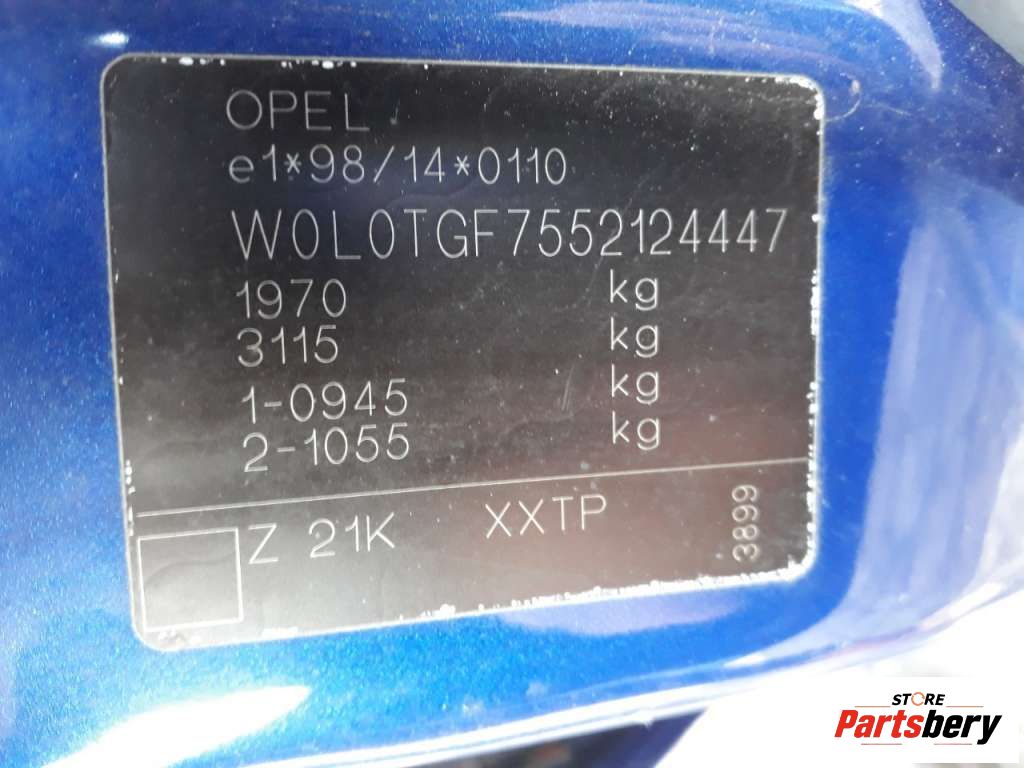 OPEL
e1*98/14*0110
W0L0TGF7552124447
1970 kg
3115 kg
1-0945 kg
2-1055 kg
Z 21K XXTP
3899
STORE
Partsbery